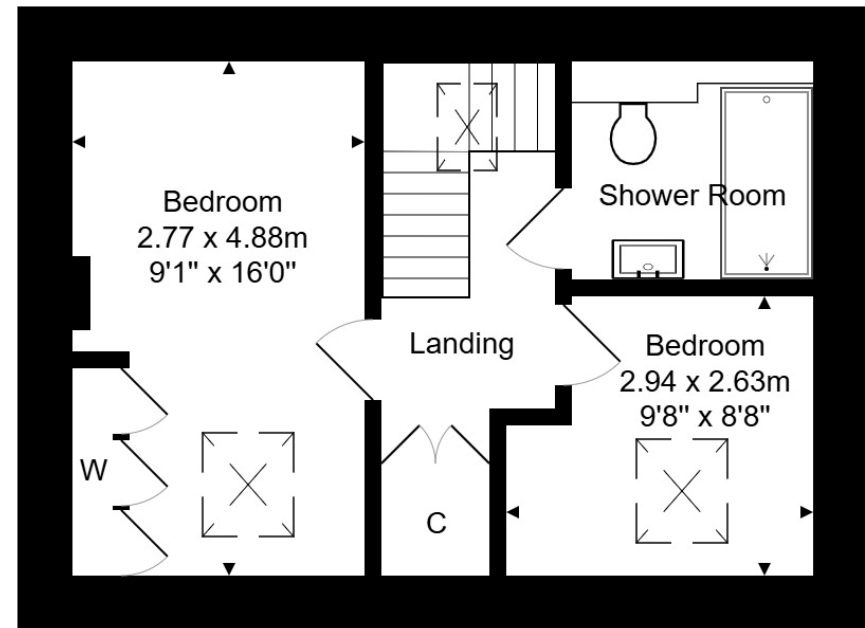 Bedroom
2.77 x 4.88m
9'1" x 16'0"
Shower Room
Landing
Bedroom
2.94 x 2.63m
9'8" x 8'8"
W
C